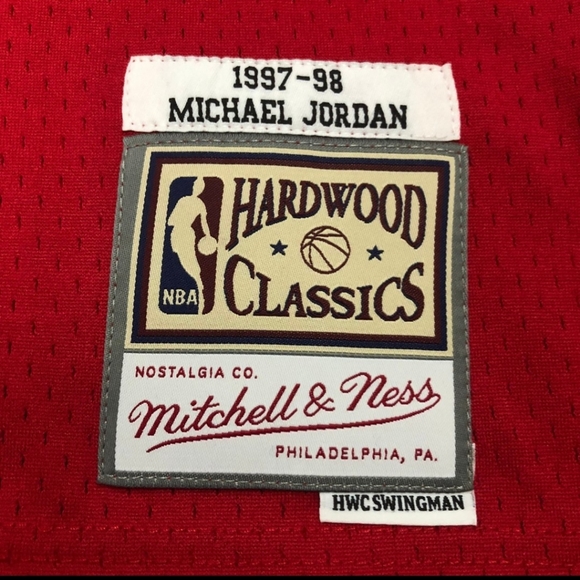 1997-98
MICHAEL JORDAN
HARDWOOD
CLASSICS
NBA
NOSTALGIA CO.
Mitchell & Ness
PHILADELPHIA, PA.
HWC SWINGMAN